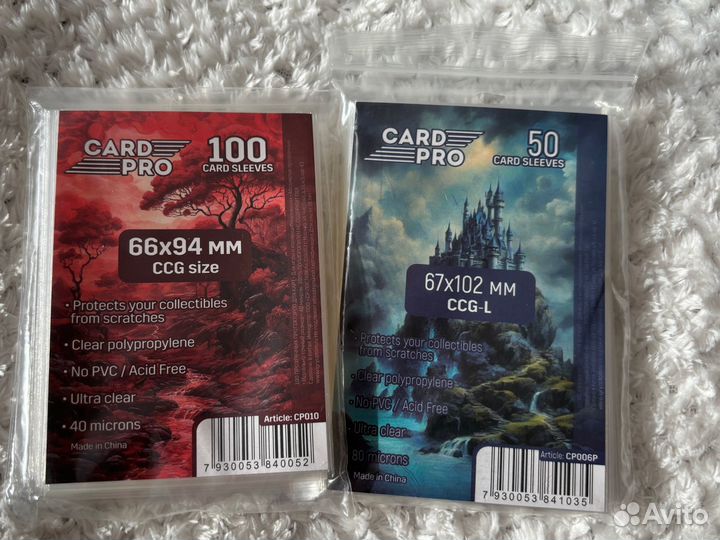 CARD
PRO
100
CARD SLEEVES
66x94 мм
CCG size
• Protects your collectibles
from scratches
• Clear polypropylene
• No PVC / Acid Free
• Ultra clear
• 40 microns
Made in China
Article: CP010
7 930053 840052
CARD
PRO
50
CARD SLEEVES
67x102 мм
CCG-L
• Protects your collectibles
from scratches
• Clear polypropylene
• No PVC / Acid Free
• Ultra clear
80 microns
Made in China
Article: CP006P
7 930053 841035
Avito